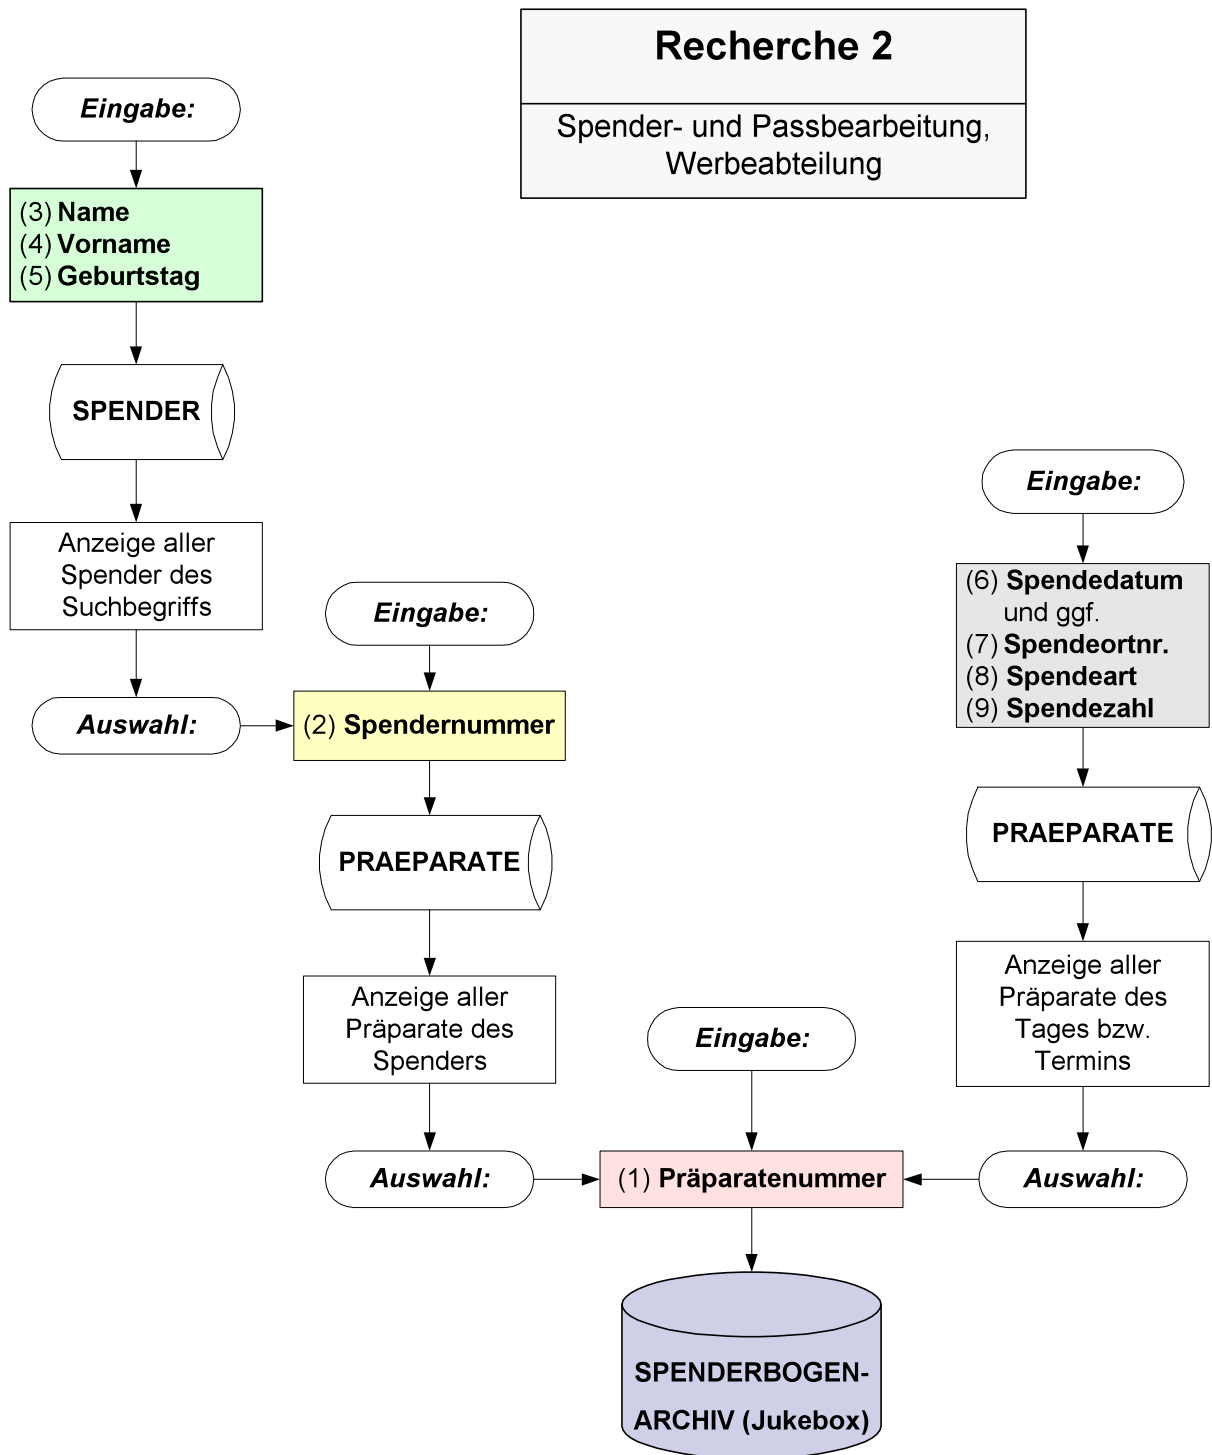 Recherche 2
Spender- und Passbearbeitung,
Werbeabteilung
Eingabe:
(3) Name
(4) Vorname
(5) Geburtstag
SPENDER
Anzeige aller
Spender des
Suchbegriffs
Auswahl:
Eingabe:
(2) Spendernummer
PRAEPARATE
Anzeige aller
Präparate des
Spenders
Auswahl:
Eingabe:
(6) Spendedatum
und ggf.
(7) Spendeortnr.
(8) Spendeart
(9) Spendezahl
PRAEPARATE
Anzeige aller
Präparate des
Tages bzw.
Termins
Auswahl:
Eingabe:
(1) Präparatenummer
SPENDERBOGEN-
ARCHIV (Jukebox)